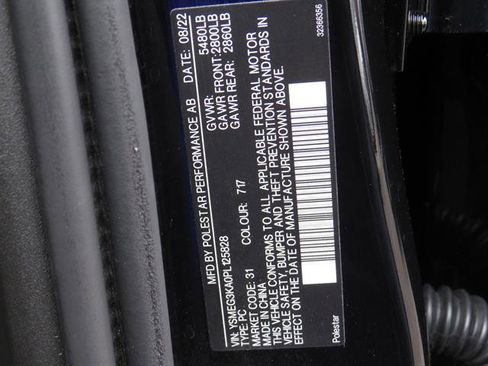 MFD BY POLESTAR PERFORMANCE AB DATE: 08/22
GVWR: 5480LB
GAWR FRONT: 2800LB
GAWR REAR: 2860LB
VIN: YSMEG3KA0PL125828
TYPE: PC
MARKET CODE: 31 COLOUR: 717
MADE IN CHINA
THIS VEHICLE CONFORMS TO ALL APPLICABLE FEDERAL MOTOR
VEHICLE SAFETY, BUMPER AND THEFT PREVENTION STANDARDS IN
EFFECT ON THE DATE OF MANUFACTURE SHOWN ABOVE.
Polestar 32366356